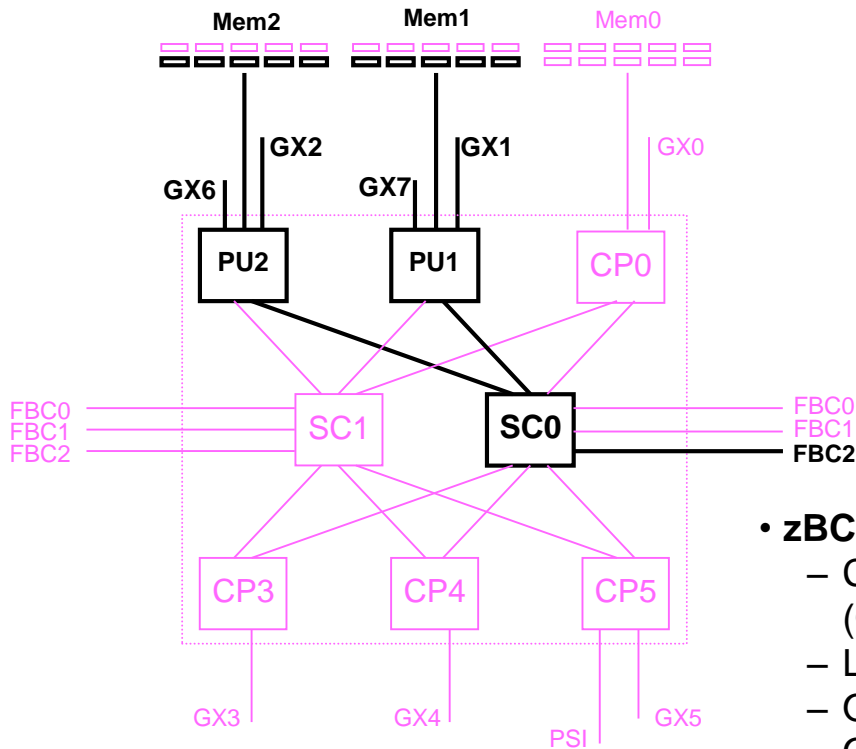 Mem2 Mem1 Mem0
GX2 GX1 GX0
GX6 GX7
PU2 PU1 CP0
FBC0 FBC0
FBC1 SC1 SC0 FBC1
FBC2 FBC2
• zBC
– 
(
– L
–
CP3 CP4 CP5
GX3 GX4 GX5
PSI